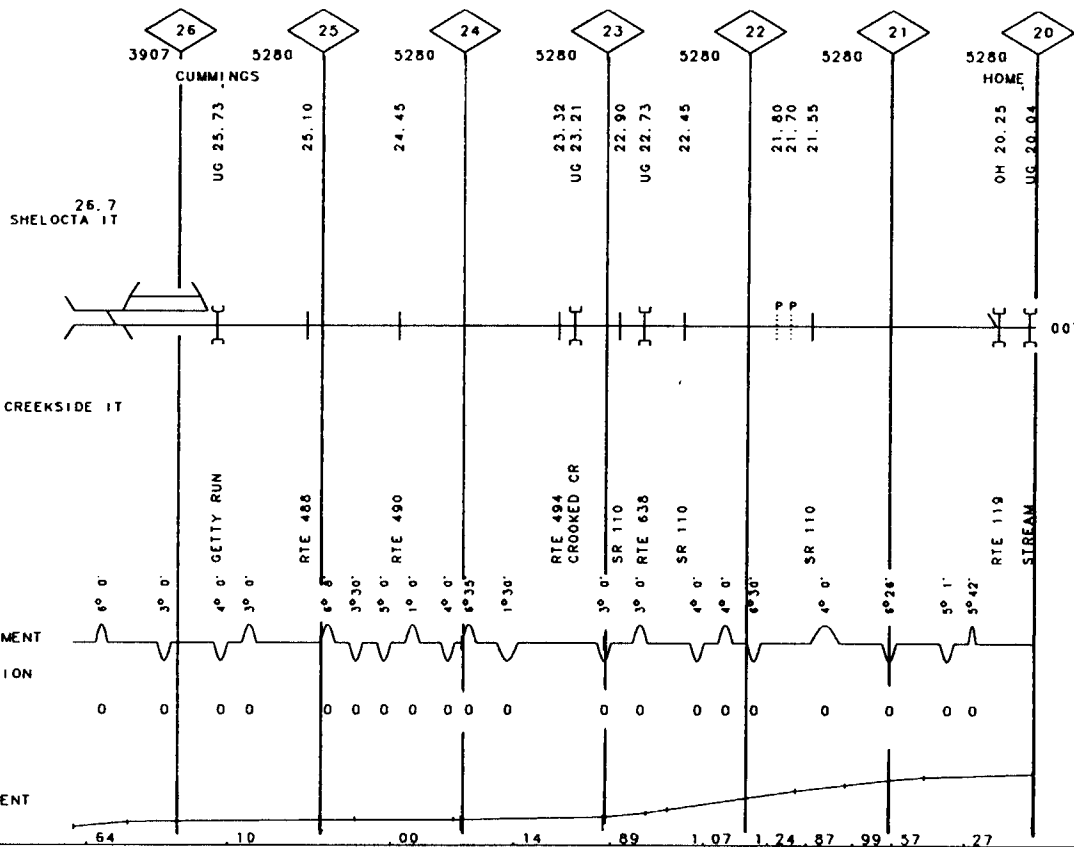 26 25 24 23 22 21 20
3907 5280 5280 5280 5280 5280 5280
CUMMINGS HOME
UG 25.73
25.10
24.45
23.32
UG 23.21
22.90
UG 22.73
22.45
21.80
21.70
21.55
OH 20.25
UG 20.04
26.7
SHELOCTA IT
P P
00
CREEKSIDE IT
GETTY RUN
RTE 488
RTE 490
RTE 494
CROOKED CR
SR 110
RTE 638
SR 110
SR 110
RTE 119
STREAM
6° 0' 3° 0' 4° 0' 3° 0' 6° 8' 3°30' 5° 0' 1° 0' 4° 0' 6°35' 1°30' 3° 0' 3° 0' 4° 0' 4° 0' 6°30' 4° 0' 6°26' 5° 1' 5°42'
MENT
ION
0 0 0 0 0 0 0 0 0 0 0 0 0 0 0 0 0 0 0 0
ENT
.64 .10 .00 .14 .89 1.07 1.24 .87 .99 .57 .27